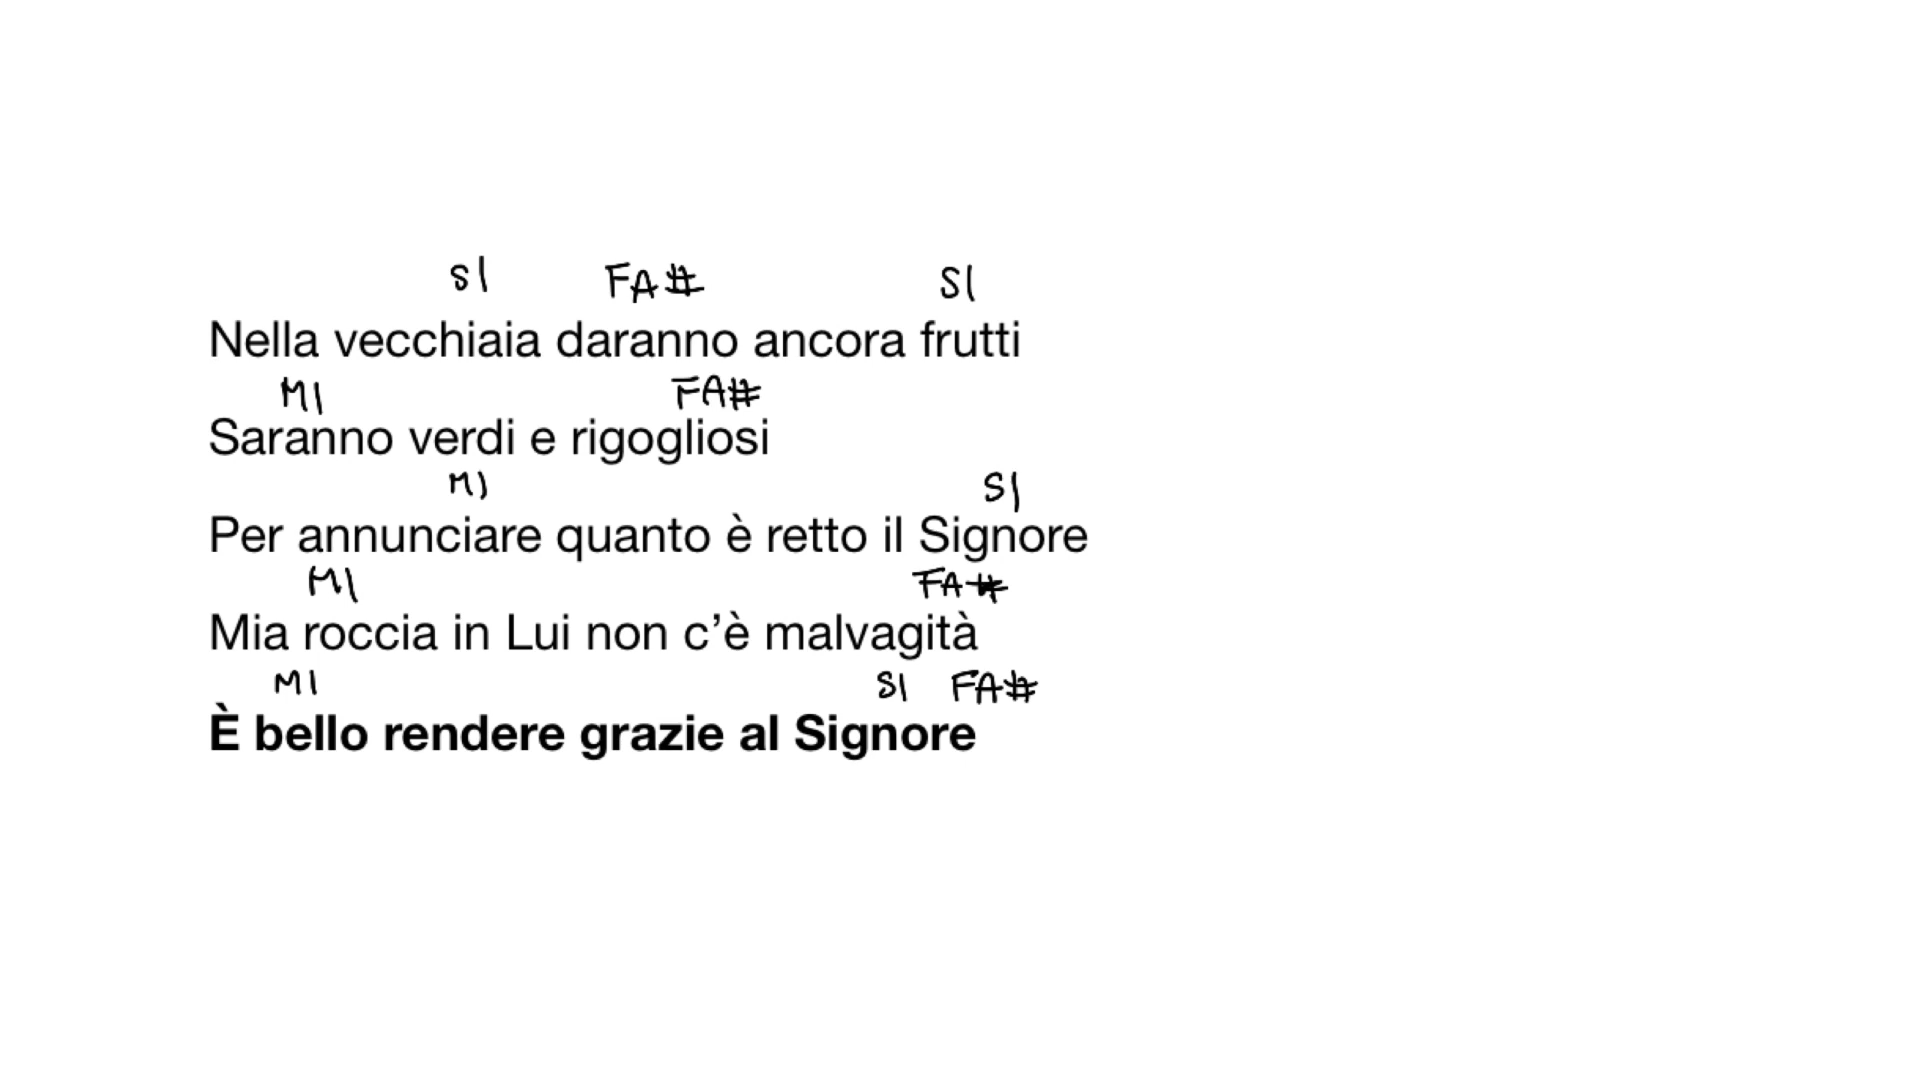 SI FA# SI
Nella vecchiaia daranno ancora frutti
MI FA#
Saranno verdi e rigogliosi
MI SI
Per annunciare quanto è retto il Signore
MI FA#
Mia roccia in Lui non c’è malvagità
MI SI FA#
È bello rendere grazie al Signore